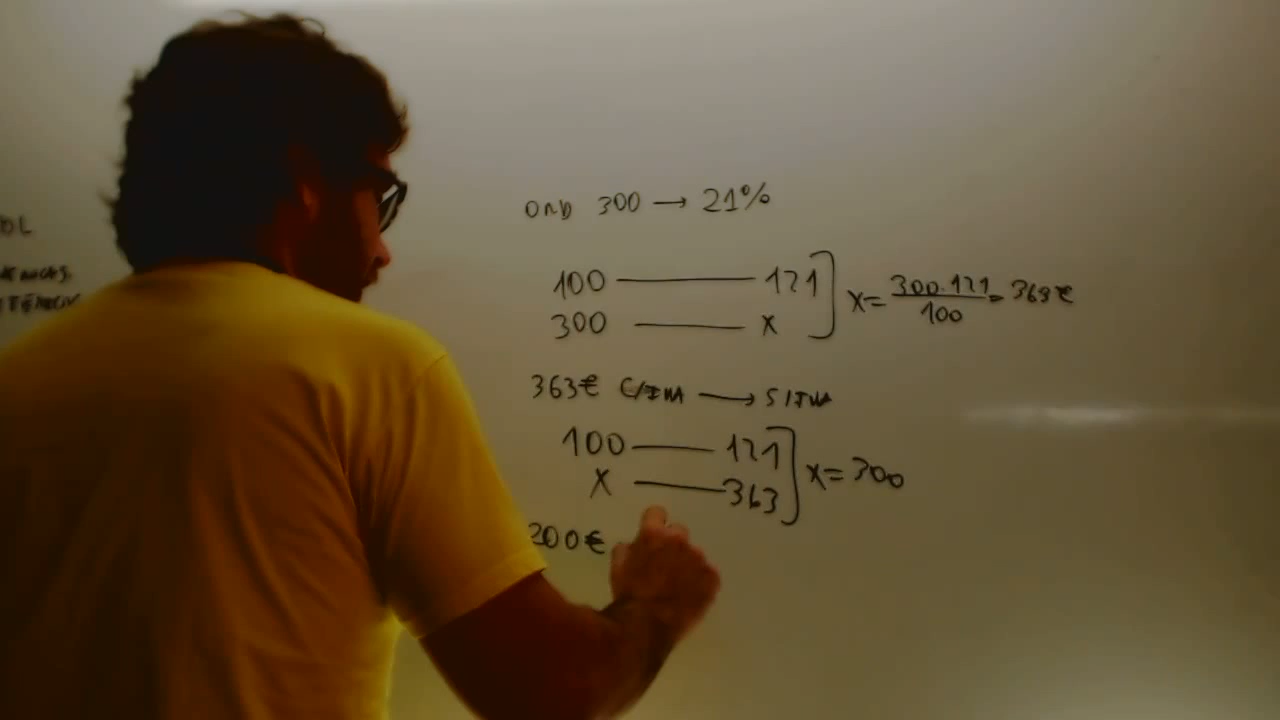 300 → 21%
100 — 121
300 — X
X = 300·121 / 100 = 363€
363€ C/IVA → S/IVA
100 — 121
X — 363
X = 300
200€